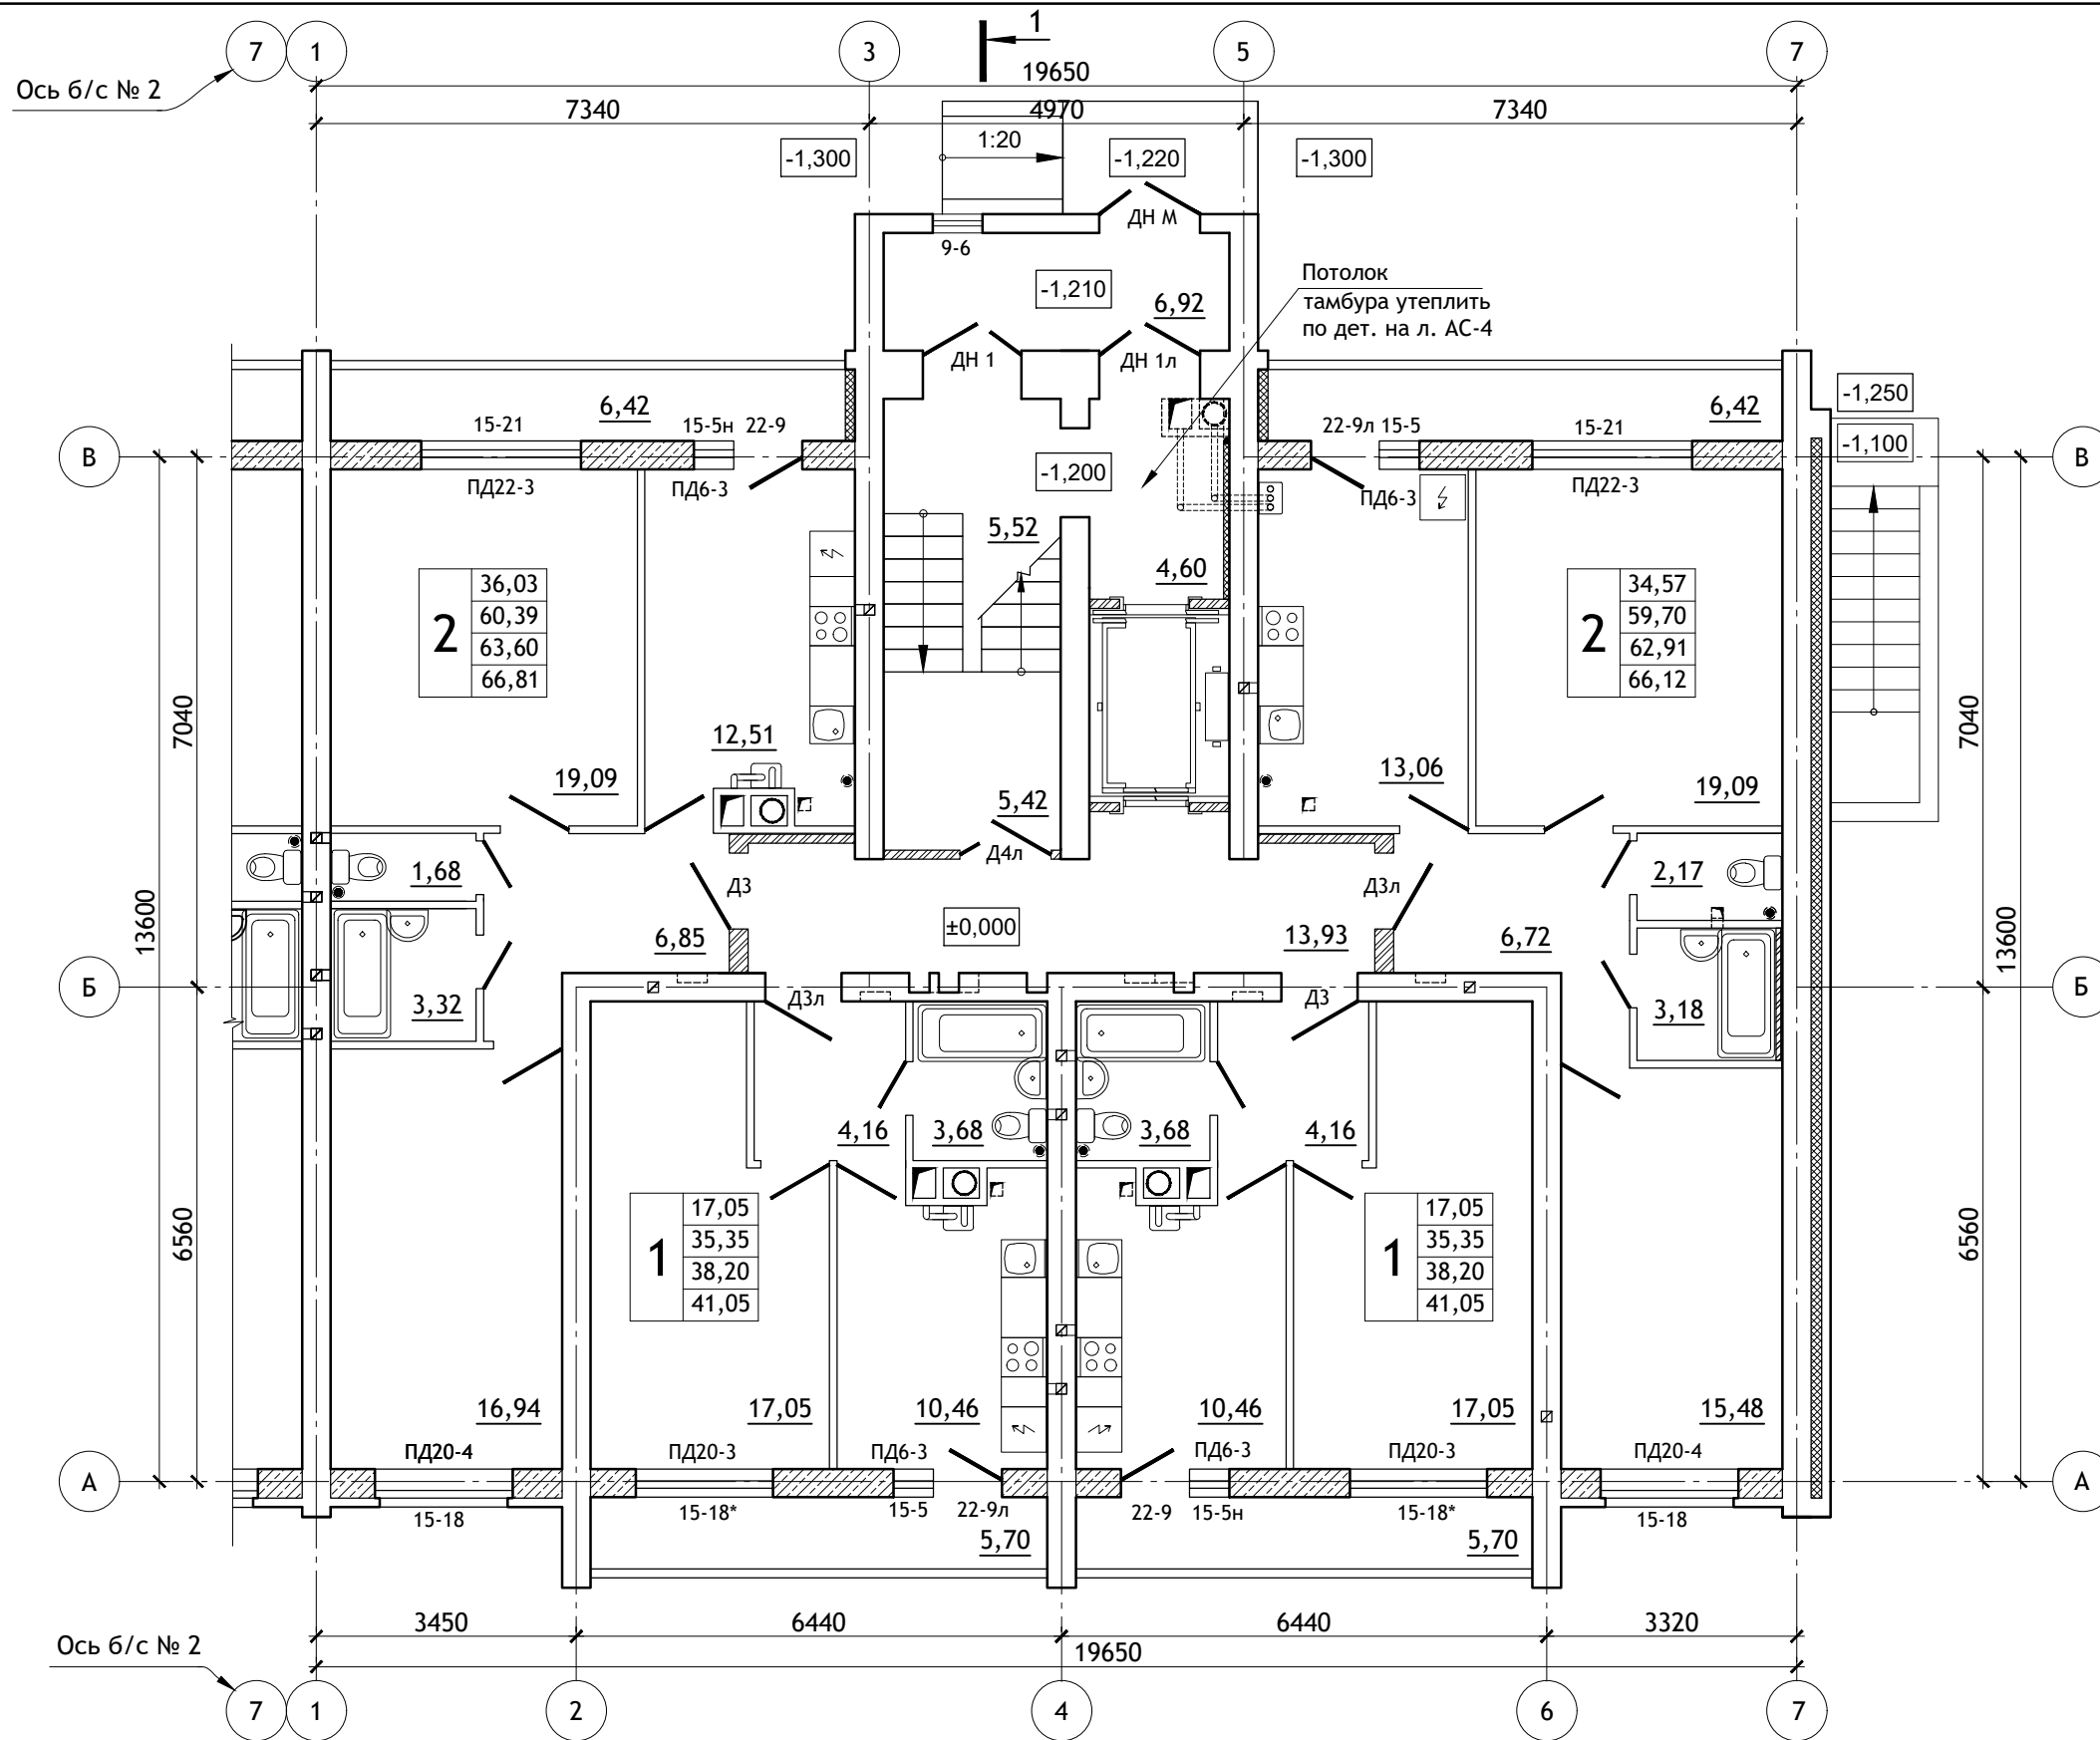 7 1 3 1 5 7
Ось б/с № 2
19650
7340 4970 7340
1:20
-1,300 -1,220 -1,300
ДН М
9-6
-1,210
6,92
Потолок
тамбура утеплить
по дет. на л. АС-4
ДН 1 ДН 1л
-1,250
6,42 6,42
15-21 15-5н 22-9 22-9л 15-5 15-21
-1,100
В В
-1,200
ПД22-3 ПД6-3 ПД6-3 ПД22-3
5,52
4,60
2
36,03
60,39
63,60
66,81
2
34,57
59,70
62,91
66,12
7040 7040
12,51
19,09 13,06 19,09
5,42
Д4л
1,68 Д3 Д3л 2,17
13600 13600
±0,000
6,85 13,93 6,72
Б Б
3,32 Д3л Д3 3,18
4,16 3,68 3,68 4,16
1
17,05
35,35
38,20
41,05
1
17,05
35,35
38,20
41,05
6560 6560
16,94 17,05 10,46 10,46 17,05 15,48
ПД20-4 ПД20-3 ПД6-3 ПД6-3 ПД20-3 ПД20-4
А А
15-18 15-18* 15-5 22-9л 22-9 15-5н 15-18* 15-18
5,70 5,70
3450 6440 6440 3320
19650
Ось б/с № 2
7 1 2 4 6 7